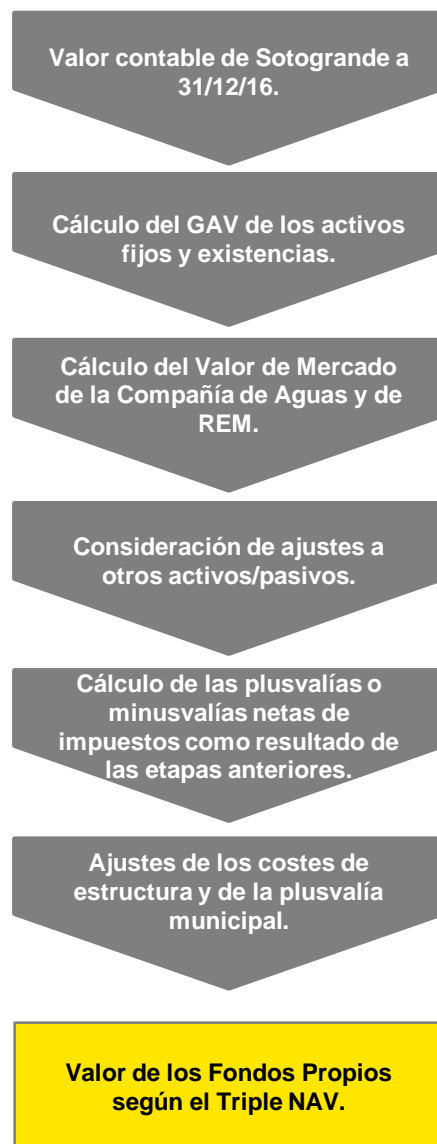 Valor contable de Sotogrande a
31/12/16.
Cálculo del GAV de los activos
fijos y existencias.
Cálculo del Valor de Mercado
de la Compañía de Aguas y de
REM.
Consideración de ajustes a
otros activos/pasivos.
Cálculo de las plusvalías o
minusvalías netas de
impuestos como resultado de
las etapas anteriores.
Ajustes de los costes de
estructura y de la plusvalía
municipal.
Valor de los Fondos Propios
según el Triple NAV.